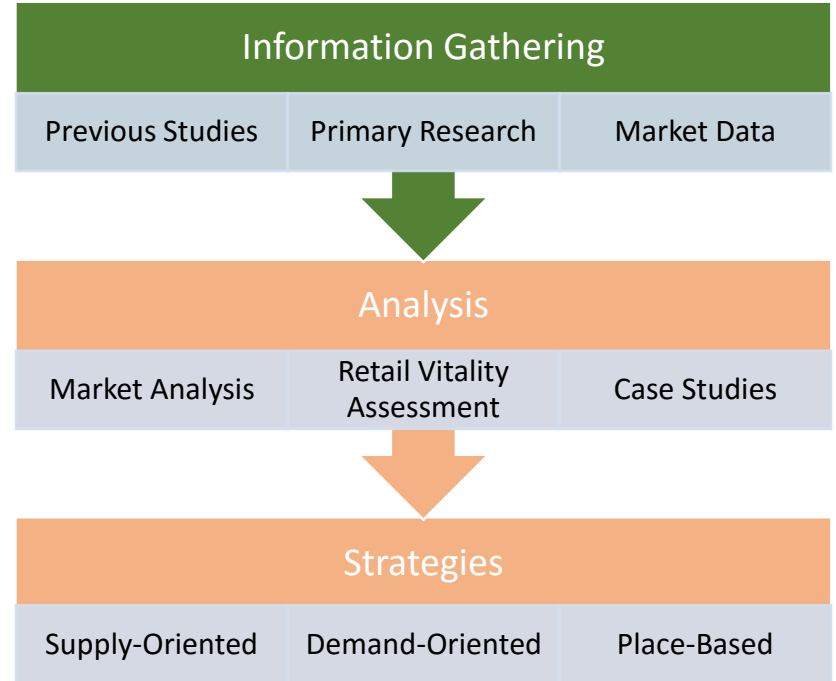 Information Gathering
Previous Studies
Primary Research
Market Data
Analysis
Market Analysis
Retail Vitality
Assessment
Case Studies
Strategies
Supply-Oriented
Demand-Oriented
Place-Based